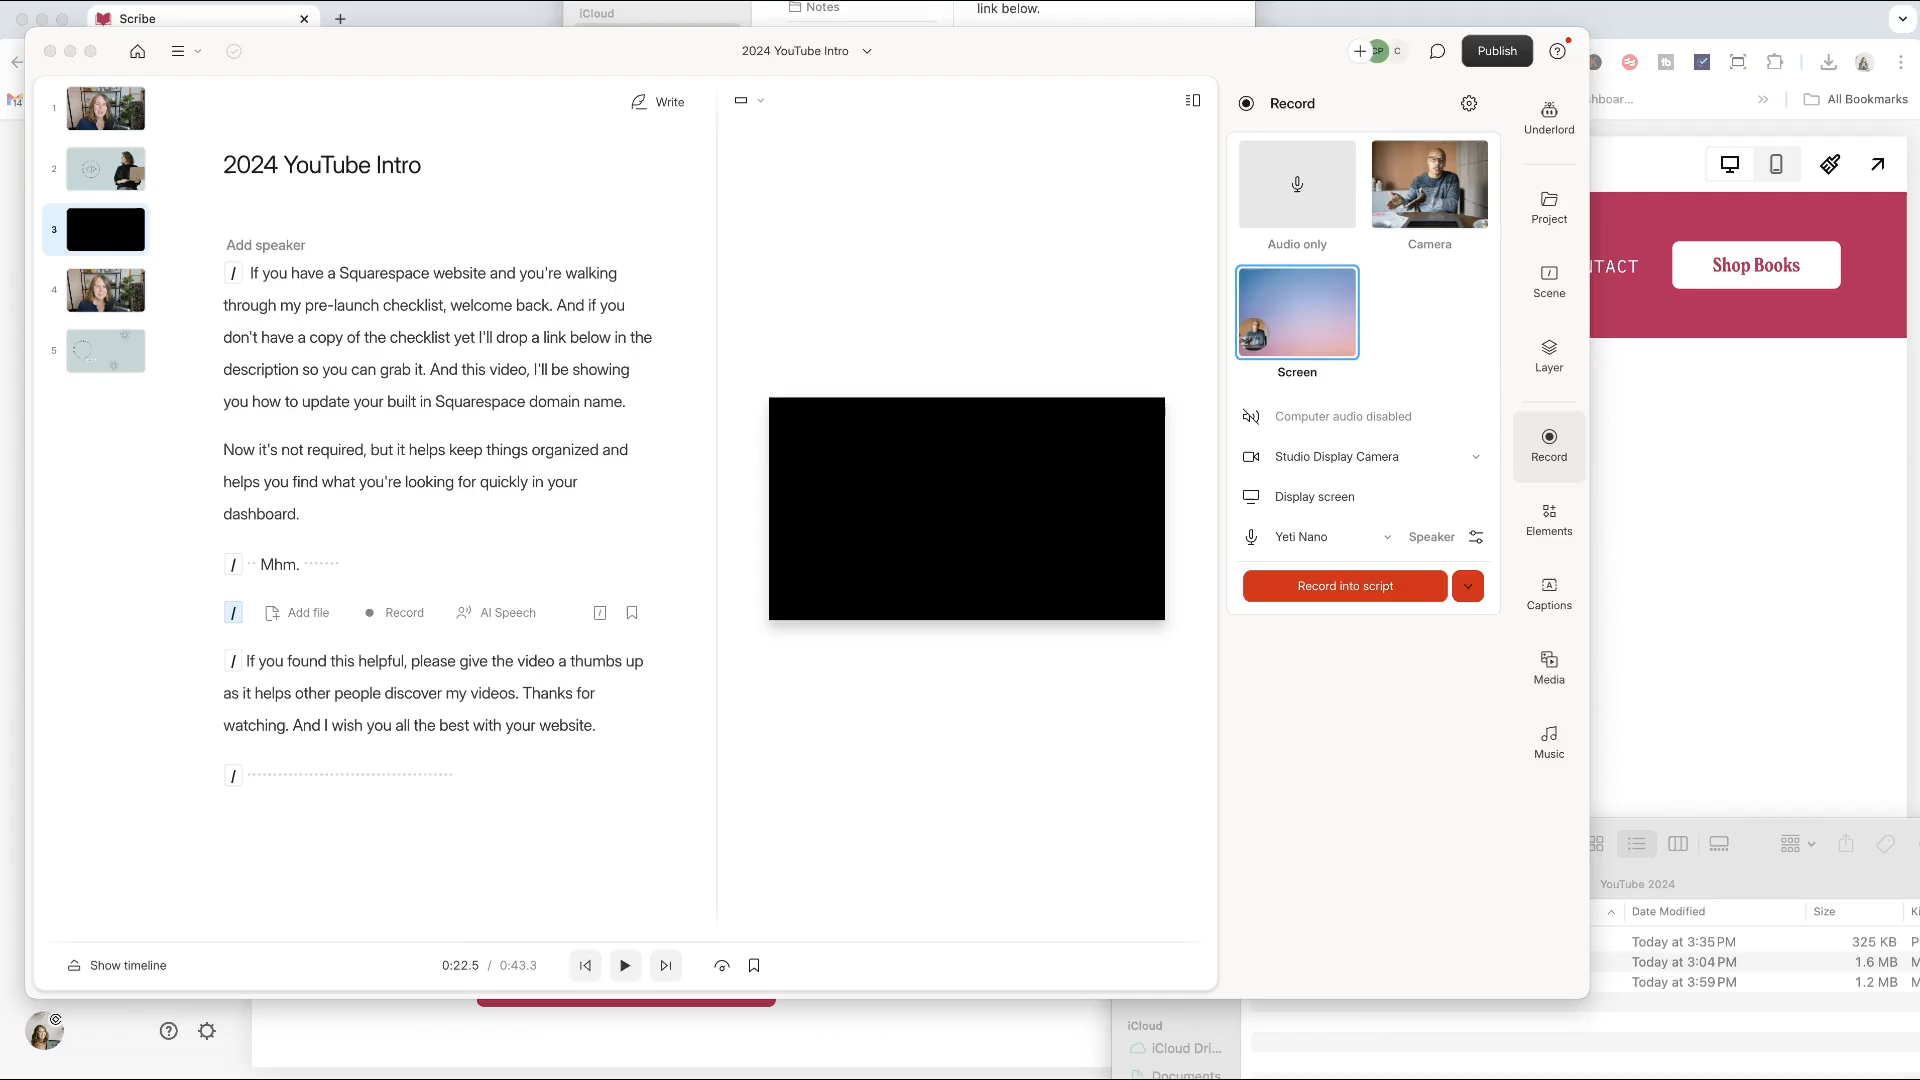 Scribe
iCloud
Notes
link below.
2024 YouTube Intro
CP
C
Publish
14
All Bookmarks
1
2
3
4
5
Write
2024 YouTube Intro
Add speaker
/ If you have a Squarespace website and you're walking
through my pre-launch checklist, welcome back. And if you
don't have a copy of the checklist yet I'll drop a link below in the
description so you can grab it. And this video, I'll be showing
you how to update your built in Squarespace domain name.
Now it's not required, but it helps keep things organized and
helps you find what you're looking for quickly in your
dashboard.
/ Mhm.
/ Add file Record AI Speech
/ If you found this helpful, please give the video a thumbs up
as it helps other people discover my videos. Thanks for
watching. And I wish you all the best with your website.
/
Show timeline
0:22.5 / 0:43.3
Record
Audio only
Camera
Screen
Computer audio disabled
Studio Display Camera
Display screen
Yeti Nano
Speaker
Record into script
Underlord
Project
Scene
Layer
Record
Elements
Captions
Media
Music
Shop Books
YouTube 2024
Date Modified
Size
Today at 3:35 PM 325 KB
Today at 3:04 PM 1.6 MB
Today at 3:59 PM 1.2 MB
iCloud
iCloud Dri...
Documents